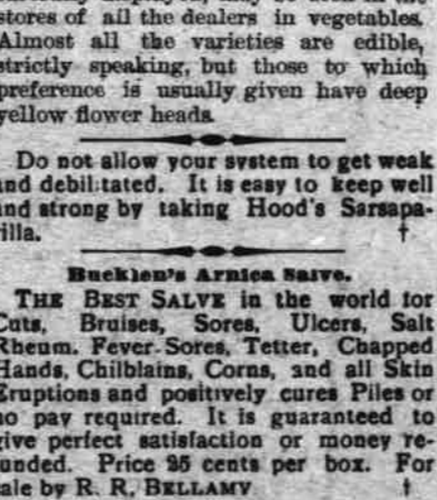 stores of all the dealers in vegetables.
Almost all the varieties are edible,
strictly speaking, but those to which
preference is usually given have deep
yellow flower heads.
Do not allow your system to get weak
and debilitated. It is easy to keep well
and strong by taking Hood's Sarsapa-
rilla. †
Bucklen's Arnica Salve.
THE BEST SALVE in the world for
Cuts, Bruises, Sores, Ulcers, Salt
Rheum. Fever-Sores, Tetter, Chapped
Hands, Chilblains, Corns, and all Skin
Eruptions and positively cures Piles or
no pay required. It is guaranteed to
give perfect satisfaction or money re-
funded. Price 25 cents per box. For
sale by R. R. BELLAMY †